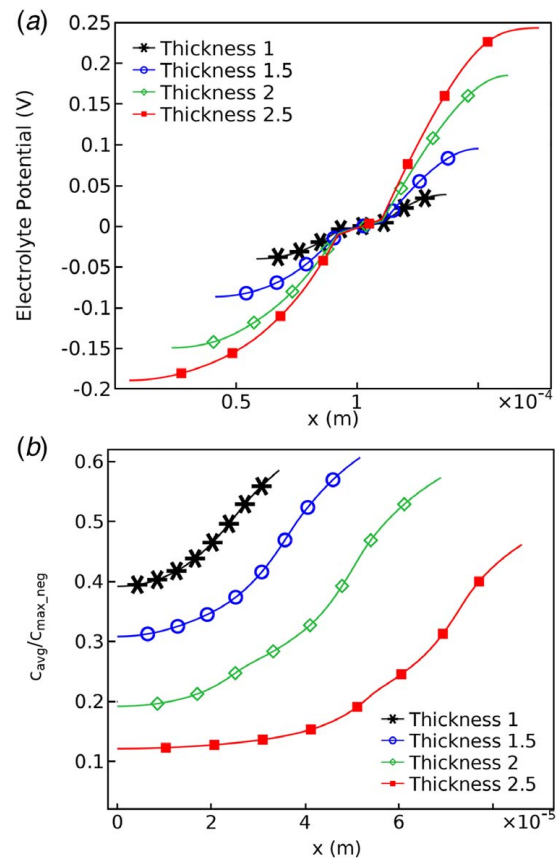 (a)
Thickness 1
Thickness 1.5
Thickness 2
Thickness 2.5
Electrolyte Potential (V)
0.25
0.2
0.15
0.1
0.05
0
-0.05
-0.1
-0.15
-0.2
0.5 1 ×10⁻⁴
x (m)
(b)
c_avg/c_max_neg
0.6
0.5
0.4
0.3
0.2
0.1
Thickness 1
Thickness 1.5
Thickness 2
Thickness 2.5
0 2 4 6 ×10⁻⁵
x (m)